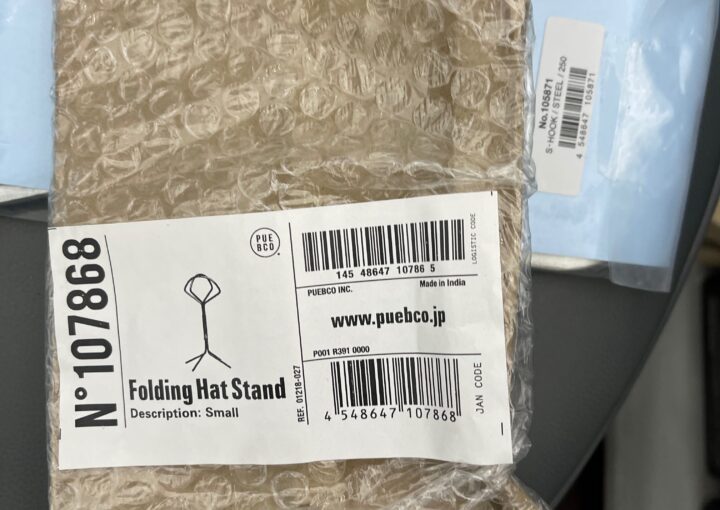 N° 107868
PUE
BCO
Folding Hat Stand
Description: Small
REF. 01218-027
145 48647 10786 5
LOGISTIC CODE
PUEBCO INC.
Made in India
www.puebco.jp
P001 R391 0000
4 548647 107868
JAN CODE
No.105871
S-HOOK / STEEL / 250
4 548647 105871